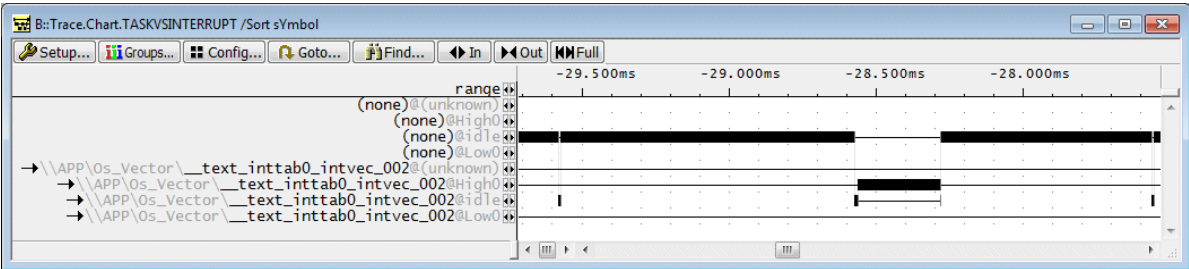 B::Trace.Chart.TASKVSINTERRUPT /Sort sYmbol
Setup... Groups... Config... Goto... Find... In Out Full
-29.500ms -29.000ms -28.500ms -28.000ms
range
(none)@(unknown)
(none)@High0
(none)@idle
(none)@Low0
\\APP\Os_Vector\__text_inttab0_intvec_002@(unknown)
\\APP\Os_Vector\__text_inttab0_intvec_002@High0
\\APP\Os_Vector\__text_inttab0_intvec_002@idle
\\APP\Os_Vector\__text_inttab0_intvec_002@Low0